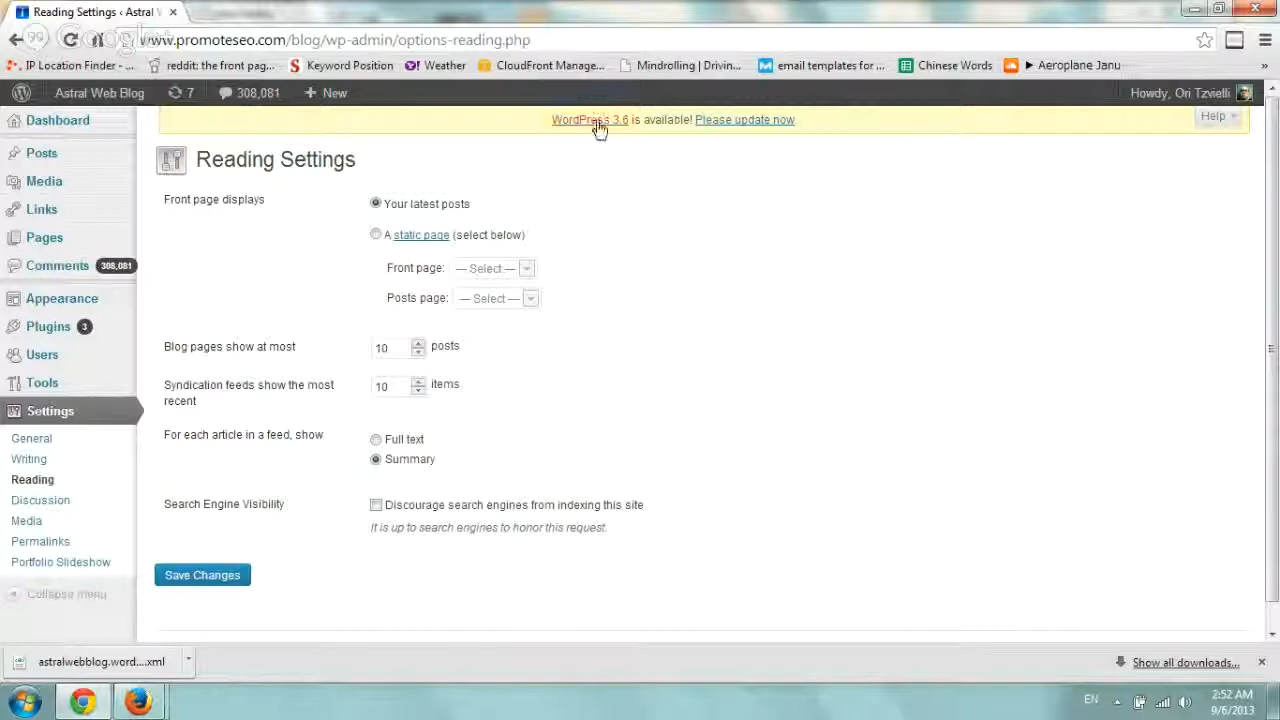 Reading Settings ‹ Astral W
www.promoteseo.com/blog/wp-admin/options-reading.php
IP Location Finder - ...
reddit: the front pag...
Keyword Position
Weather
CloudFront Manage...
Mindrolling | Drivin...
email templates for ...
Chinese Words
Aeroplane Janu
»
Astral Web Blog
7
308,081
+ New
Howdy, Ori Tzvielli
WordPress 3.6 is available! Please update now
Help
Dashboard
Posts
Media
Links
Pages
Comments 308,081
Appearance
Plugins 3
Users
Tools
Settings
General
Writing
Reading
Discussion
Media
Permalinks
Portfolio Slideshow
Collapse menu
Reading Settings
Front page displays
Your latest posts
A static page (select below)
Front page: — Select —
Posts page: — Select —
Blog pages show at most
10 posts
Syndication feeds show the most recent
10 items
For each article in a feed, show
Full text
Summary
Search Engine Visibility
Discourage search engines from indexing this site
It is up to search engines to honor this request.
Save Changes
astralwebblog.word....xml
Show all downloads...
EN
2:52 AM
9/6/2013